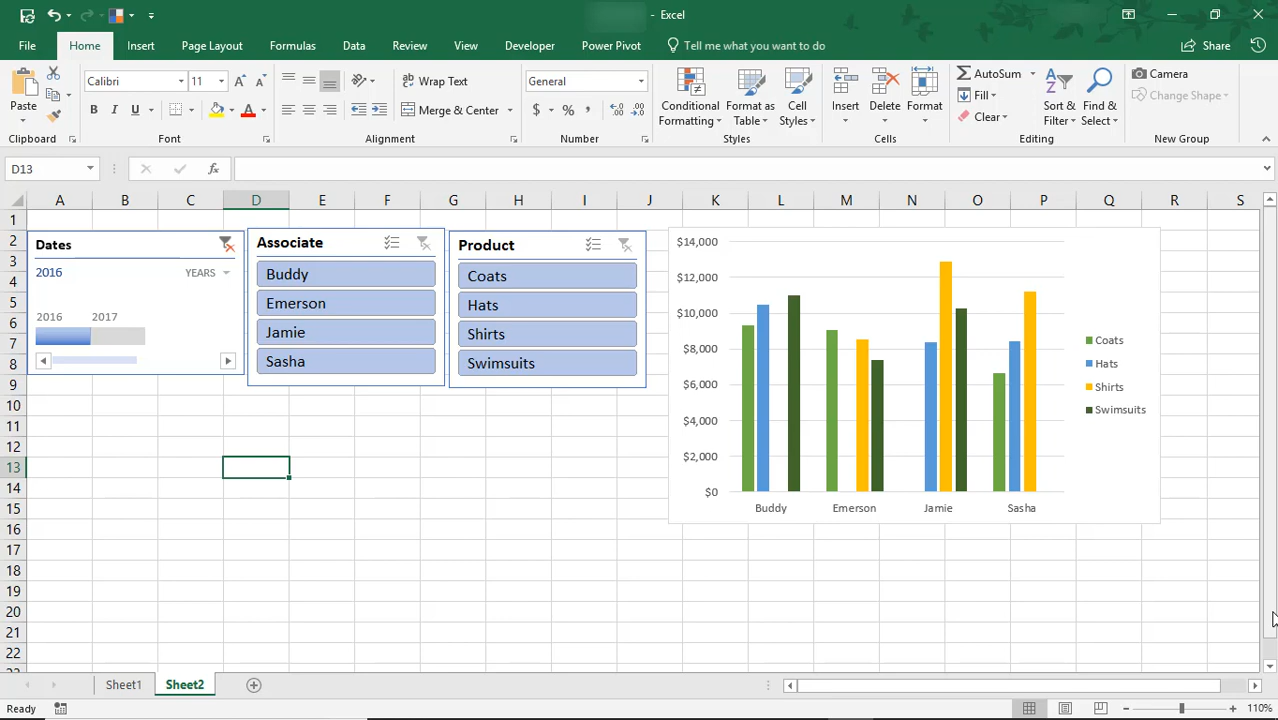 - Excel
File Home Insert Page Layout Formulas Data Review View Developer Power Pivot Tell me what you want to do Share
Paste
Clipboard
Calibri 11
B I U
Font
Wrap Text
Merge & Center
Alignment
General
$ % ,
Number
Conditional Formatting
Format as Table
Cell Styles
Styles
Insert Delete Format
Cells
AutoSum
Fill
Clear
Sort & Filter
Find & Select
Editing
Camera
Change Shape
New Group
D13 fx
A B C D E F G H I J K L M N O P Q R S
1
2
3
4
5
6
7
8
9
10
11
12
13
14
15
16
17
18
19
20
21
22
Dates
2016 YEARS
2016 2017
Associate
Buddy
Emerson
Jamie
Sasha
Product
Coats
Hats
Shirts
Swimsuits
$14,000
$12,000
$10,000
$8,000
$6,000
$4,000
$2,000
$0
Buddy Emerson Jamie Sasha
Coats
Hats
Shirts
Swimsuits
Sheet1 Sheet2
Ready 110%